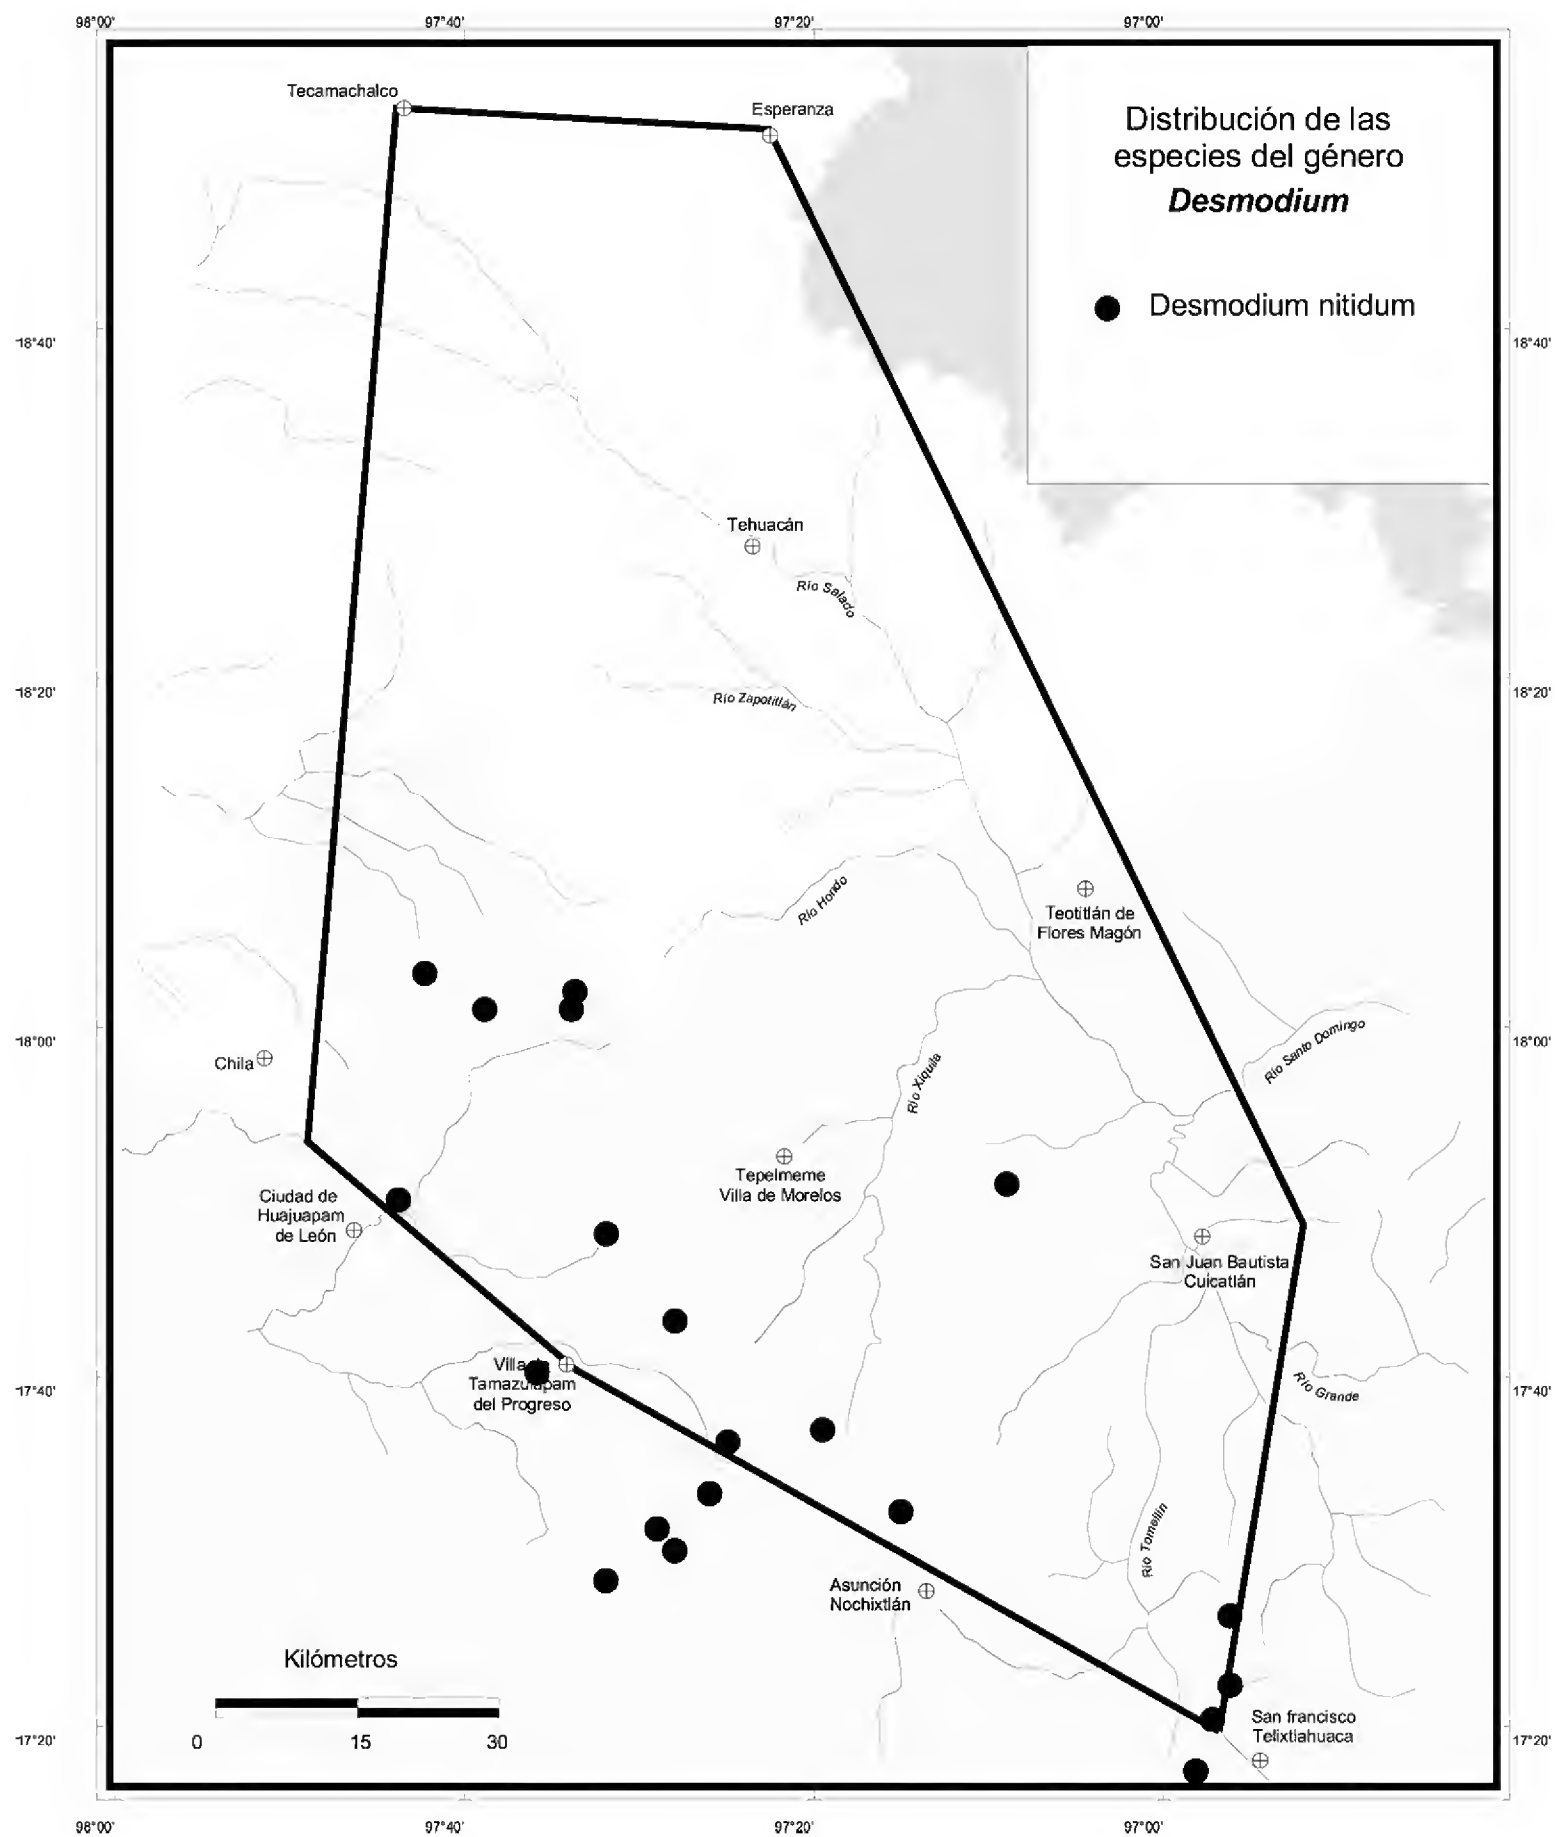 98°00'
97°40'
97°20'
97°00'
Tecamachalco
Esperanza
Distribución de las
especies del género
Desmodium
Desmodium nitidum
18°40'
18°40'
Tehuacán
Río Salado
18°20'
18°20'
Río Zapotitlán
Río Hondo
Teotitlán de
Flores Magón
18°00'
18°00'
Chila
Río Santo Domingo
Río Xiquila
Tepelmeme
Villa de Morelos
Ciudad de
Huajuapam
de León
San Juan Bautista
Cuicatlán
Villa de
Tamazulapam
del Progreso
17°40'
17°40'
Río Grande
Río Tomellín
Asunción
Nochixtlán
Kilómetros
0 15 30
San francisco
Telixtlahuaca
17°20'
17°20'
98°00'
97°40'
97°20'
97°00'